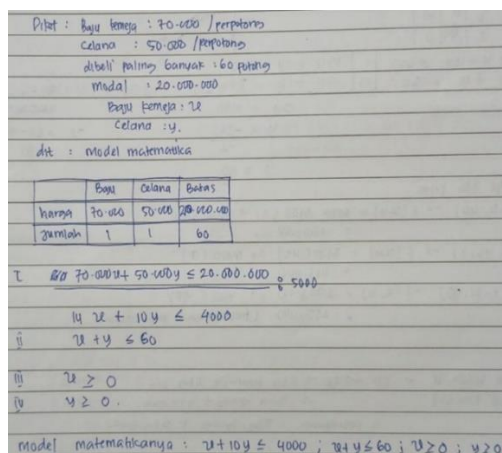 Diket : Baju kemeja : 70.000 /perpotong
Celana : 50.000 /perpotong
dibeli paling banyak : 60 potong
modal : 20.000.000
Baju kemeja : x
Celana : y.
dit : model matematika
Baju Celana Batas
harga 70.000 50.000 20.000.000
Jumlah 1 1 60
I 70.000x + 50.000y ≤ 20.000.000 : 5000
14 x + 10y ≤ 4000
ii x + y ≤ 60
iii x ≥ 0
iv y ≥ 0.
model matematikanya : x + 10y ≤ 4000 ; x+y ≤ 60 ; x ≥ 0 ; y ≥ 0